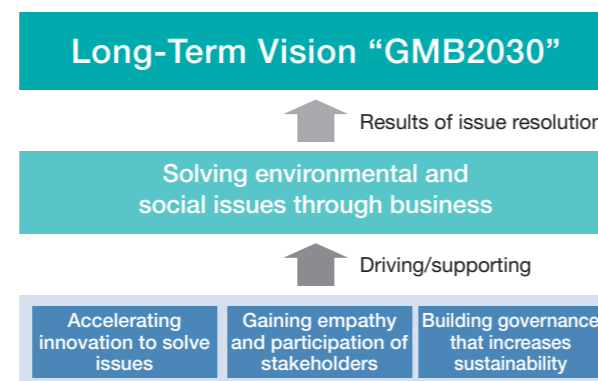 Long-Term Vision “GMB2030”
Results of issue resolution
Solving environmental and
social issues through business
Driving/supporting
Accelerating
innovation to solve
issues
Gaining empathy
and participation of
stakeholders
Building governance
that increases
sustainability